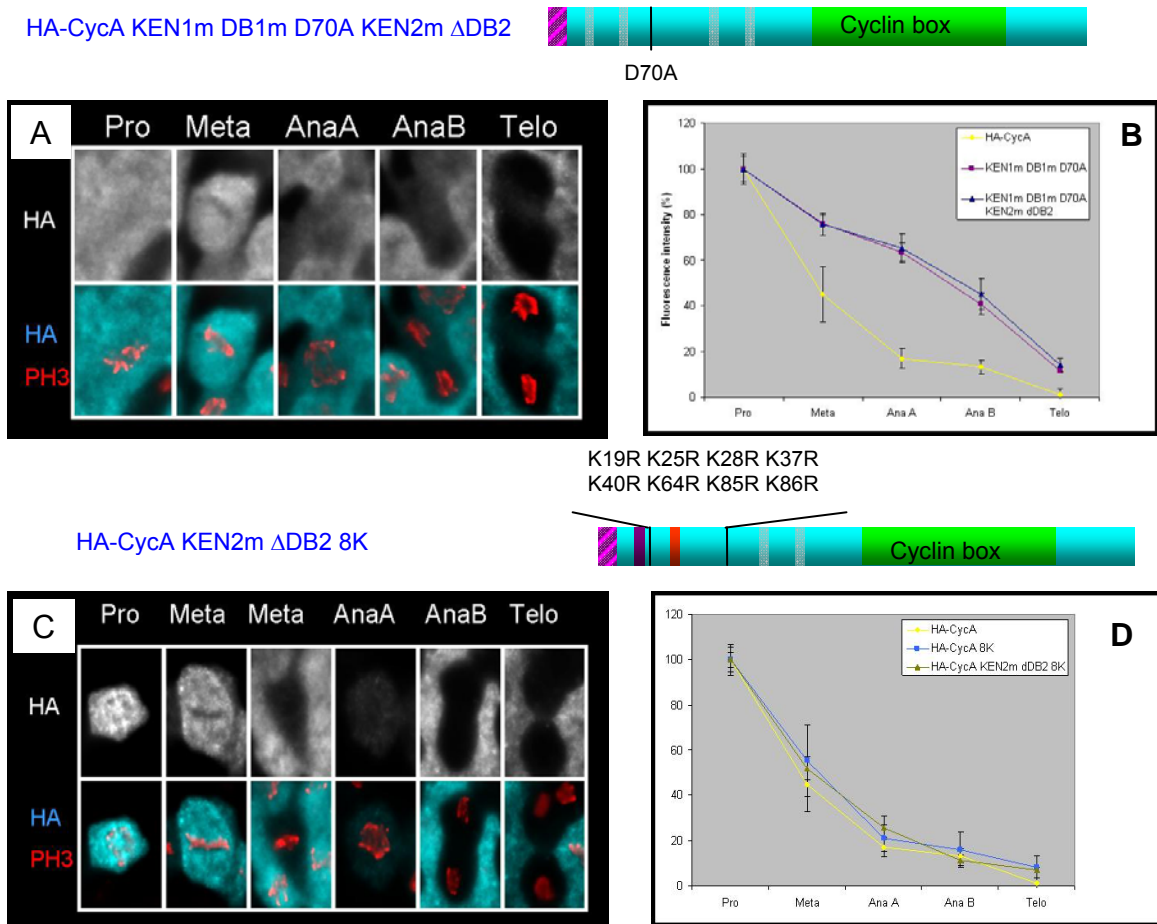 HA-CycA KEN1m DB1m D70A KEN2m ΔDB2
Cyclin box
D70A
A
Pro Meta AnaA AnaB Telo
HA
HA
PH3
B
120
100
80
60
40
20
0
Fluorescence intensity (%)
Pro Meta Ana A Ana B Telo
HA-CycA
KEN1m DB1m D70A
KEN1m DB1m D70A
KEN2m dDB2
K19R K25R K28R K37R
K40R K64R K85R K86R
HA-CycA KEN2m ΔDB2 8K
Cyclin box
C
Pro Meta Meta AnaA AnaB Telo
HA
HA
PH3
D
120
100
80
60
40
20
0
Pro Meta Ana A Ana B Telo
HA-CycA
HA-CycA 8K
HA-CycA KEN2m dDB2 8K